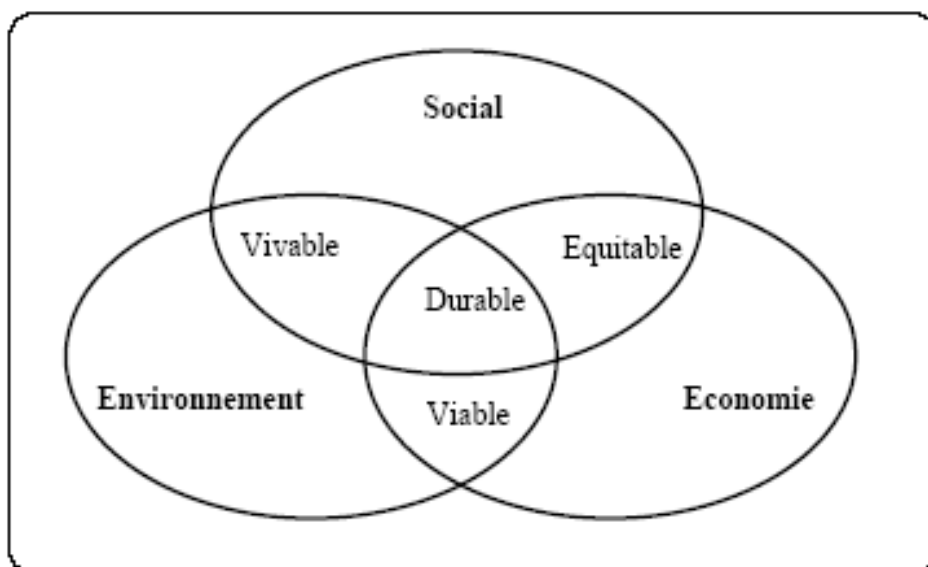 Social
Vivable
Equitable
Durable
Environnement
Economie
Viable